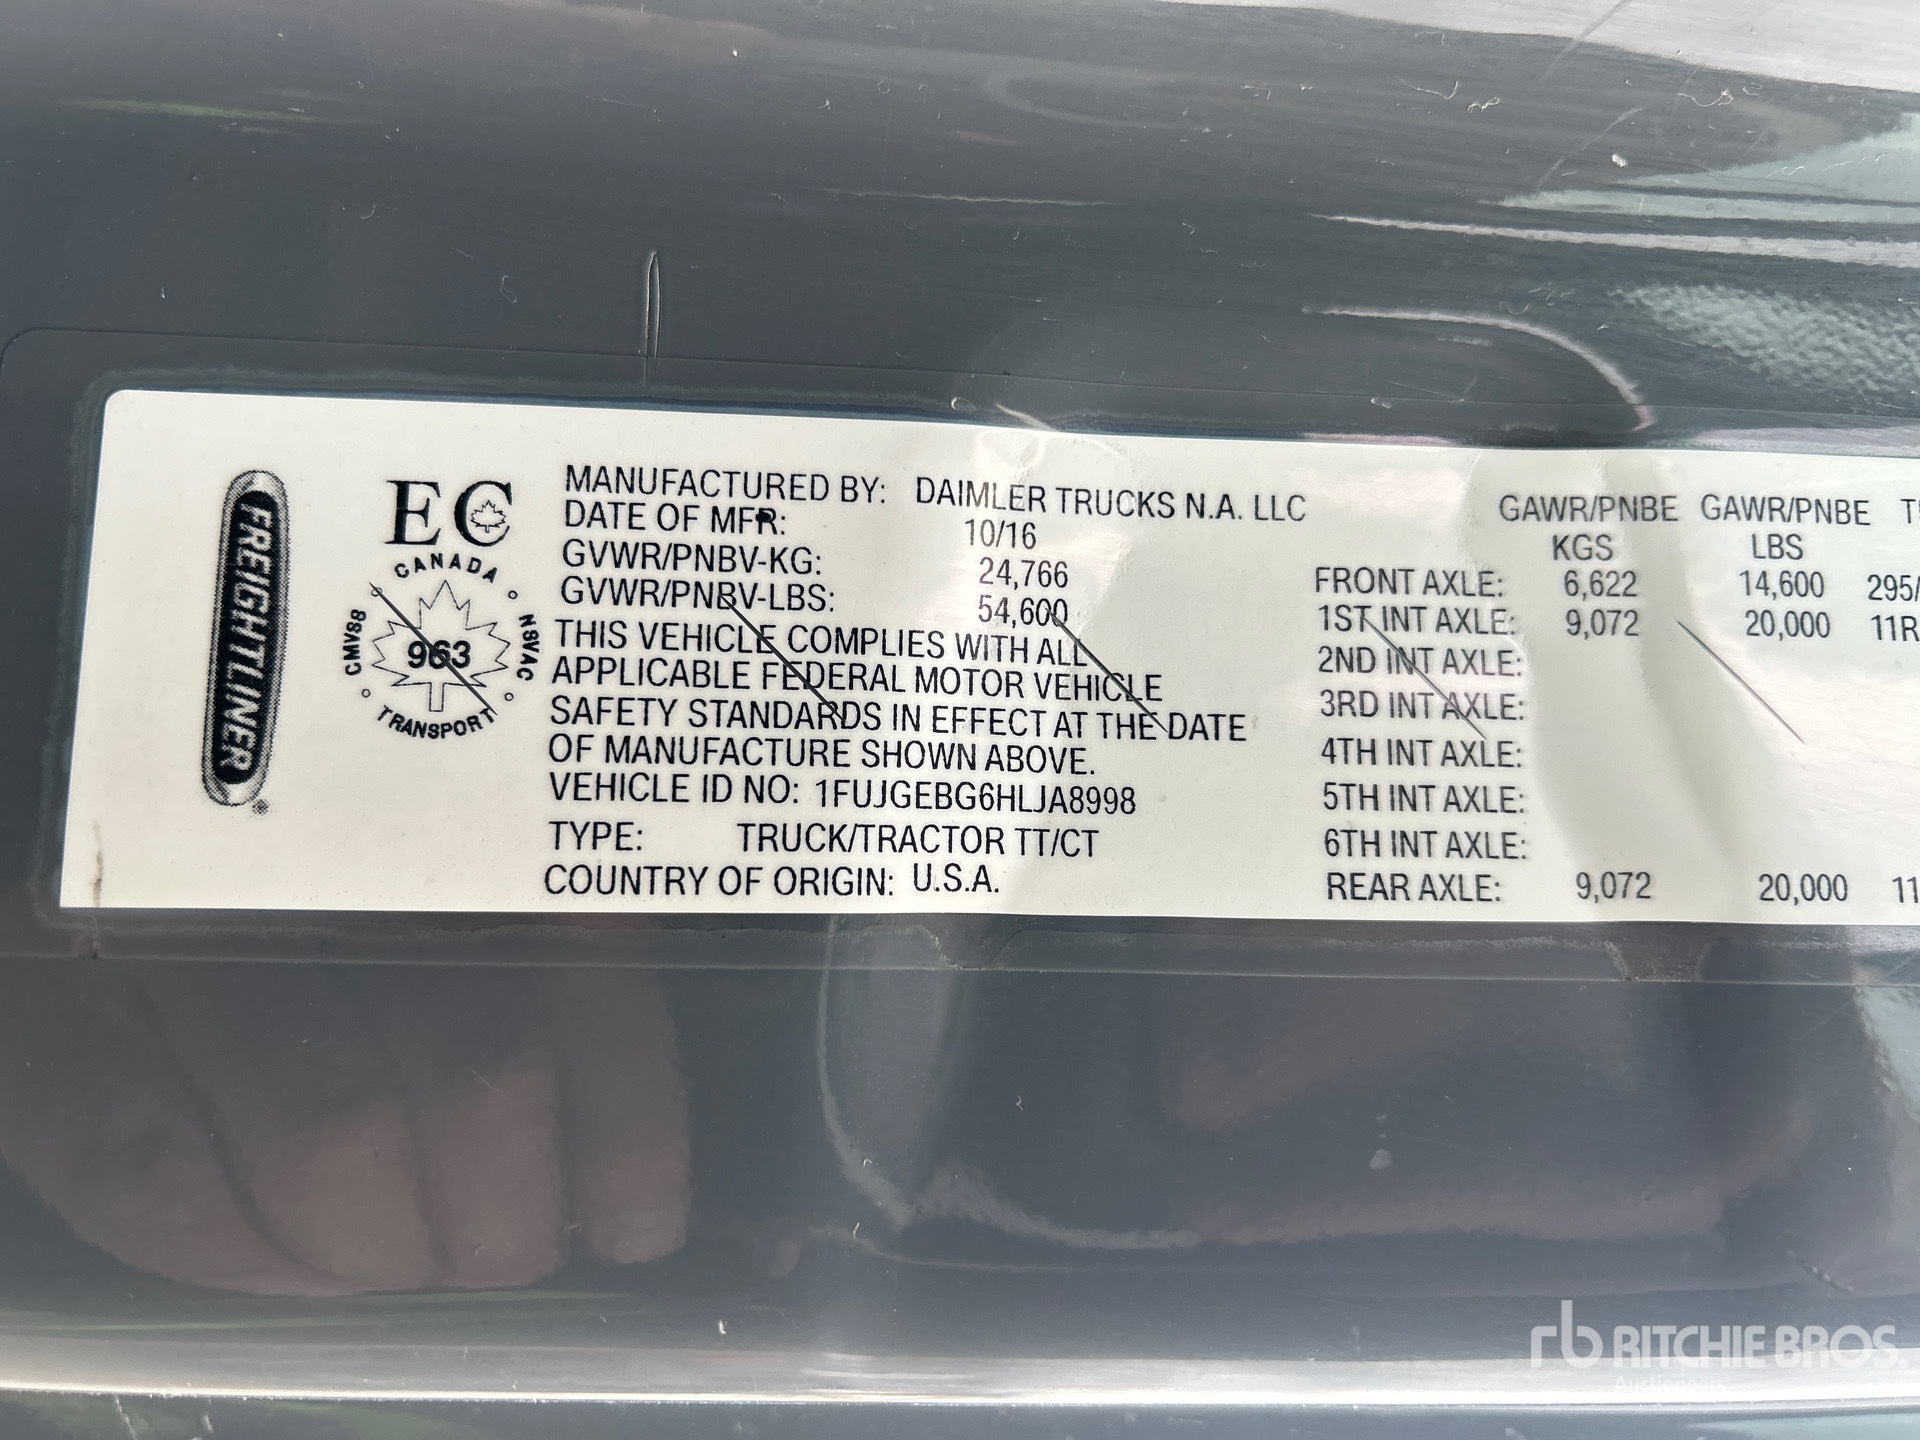 FREIGHTLINER
EC
CANADA
CMVSS
963
NSVAC
TRANSPORT
MANUFACTURED BY: DAIMLER TRUCKS N.A. LLC
DATE OF MFR: 10/16
GVWR/PNBV-KG: 24,766
GVWR/PNBV-LBS: 54,600
THIS VEHICLE COMPLIES WITH ALL
APPLICABLE FEDERAL MOTOR VEHICLE
SAFETY STANDARDS IN EFFECT AT THE DATE
OF MANUFACTURE SHOWN ABOVE.
VEHICLE ID NO: 1FUJGEBG6HLJA8998
TYPE: TRUCK/TRACTOR TT/CT
COUNTRY OF ORIGIN: U.S.A.
GAWR/PNBE GAWR/PNBE
KGS LBS
FRONT AXLE: 6,622 14,600 295/
1ST INT AXLE: 9,072 20,000 11R
2ND INT AXLE:
3RD INT AXLE:
4TH INT AXLE:
5TH INT AXLE:
6TH INT AXLE:
REAR AXLE: 9,072 20,000 11
rb RITCHIE BROS.
Auctioneers